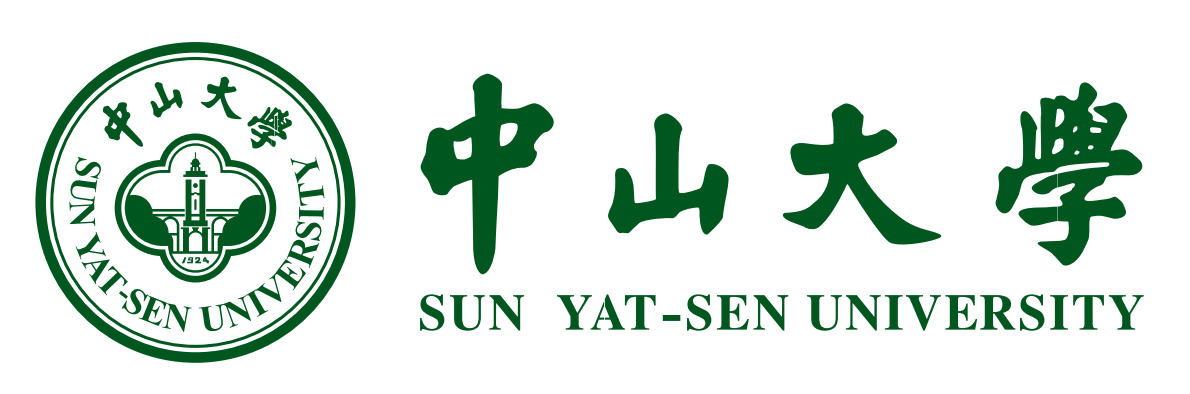 中山大學
SUN YAT-SEN UNIVERSITY
1924
中山大學
SUN YAT-SEN UNIVERSITY